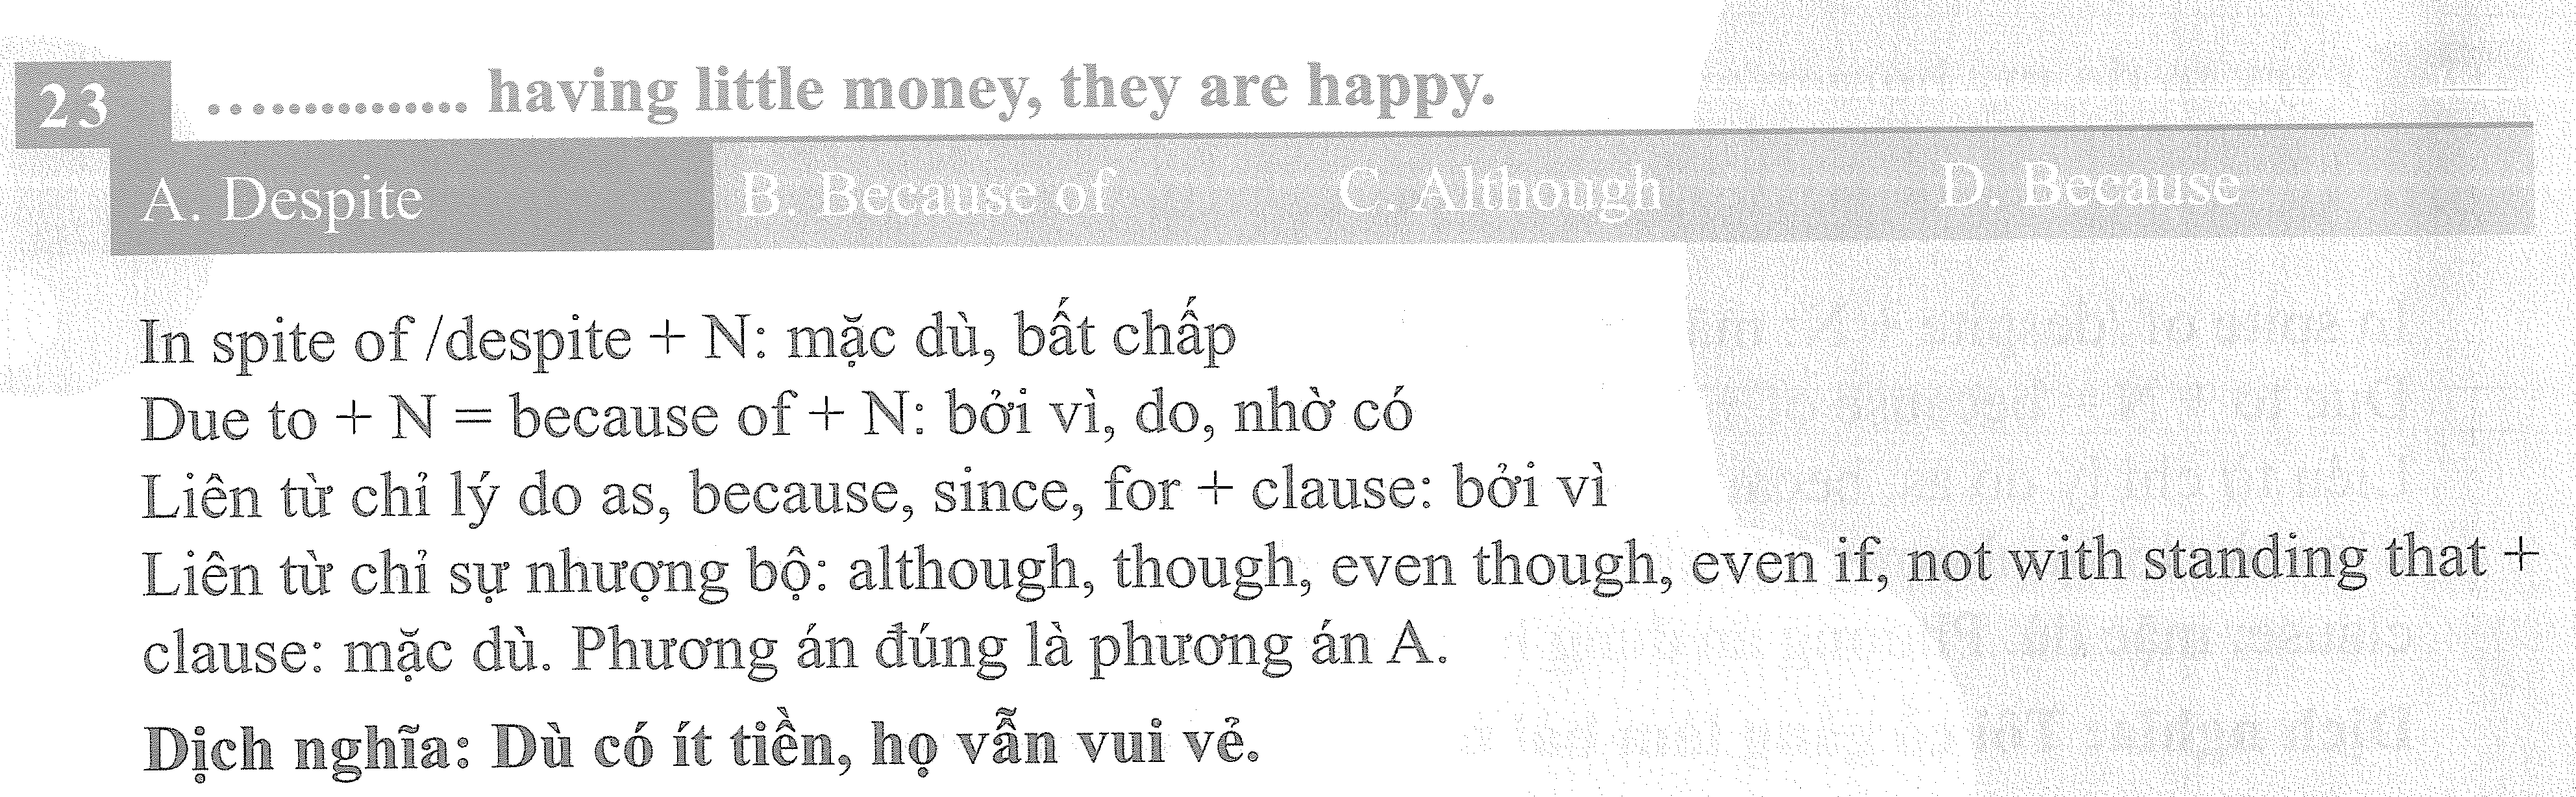 23 ................ having little money, they are happy.
A. Despite B. Because of C. Although D. Because
In spite of /despite + N: mặc dù, bất chấp
Due to + N = because of + N: bởi vì, do, nhờ có
Liên từ chỉ lý do as, because, since, for + clause: bởi vì
Liên từ chỉ sự nhượng bộ: although, though, even though, even if, not with standing that +
clause: mặc dù. Phương án đúng là phương án A.
Dịch nghĩa: Dù có ít tiền, họ vẫn vui vẻ.